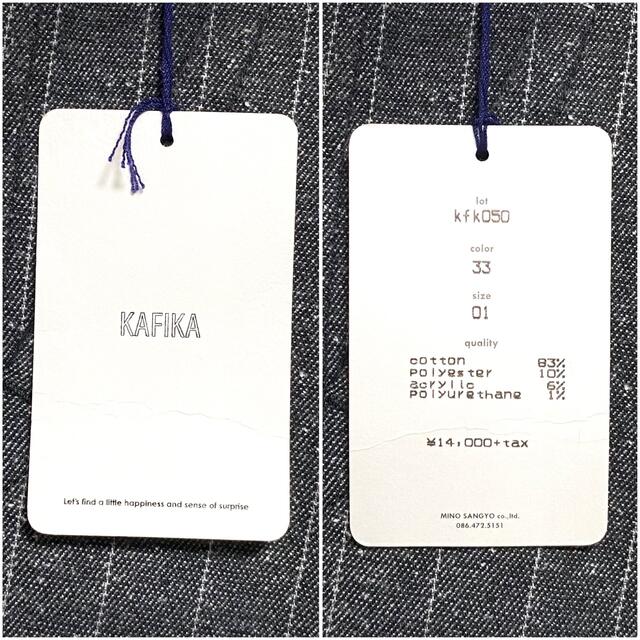 KAFIKA
Let's find a little happiness and sense of surprise
lot
kfk050
color
33
size
01
quality
cotton 83%
polyester 10%
acrylic 6%
polyurethane 1%
¥14,000+tax
MINO SANGYO co.,ltd.
086.472.5151